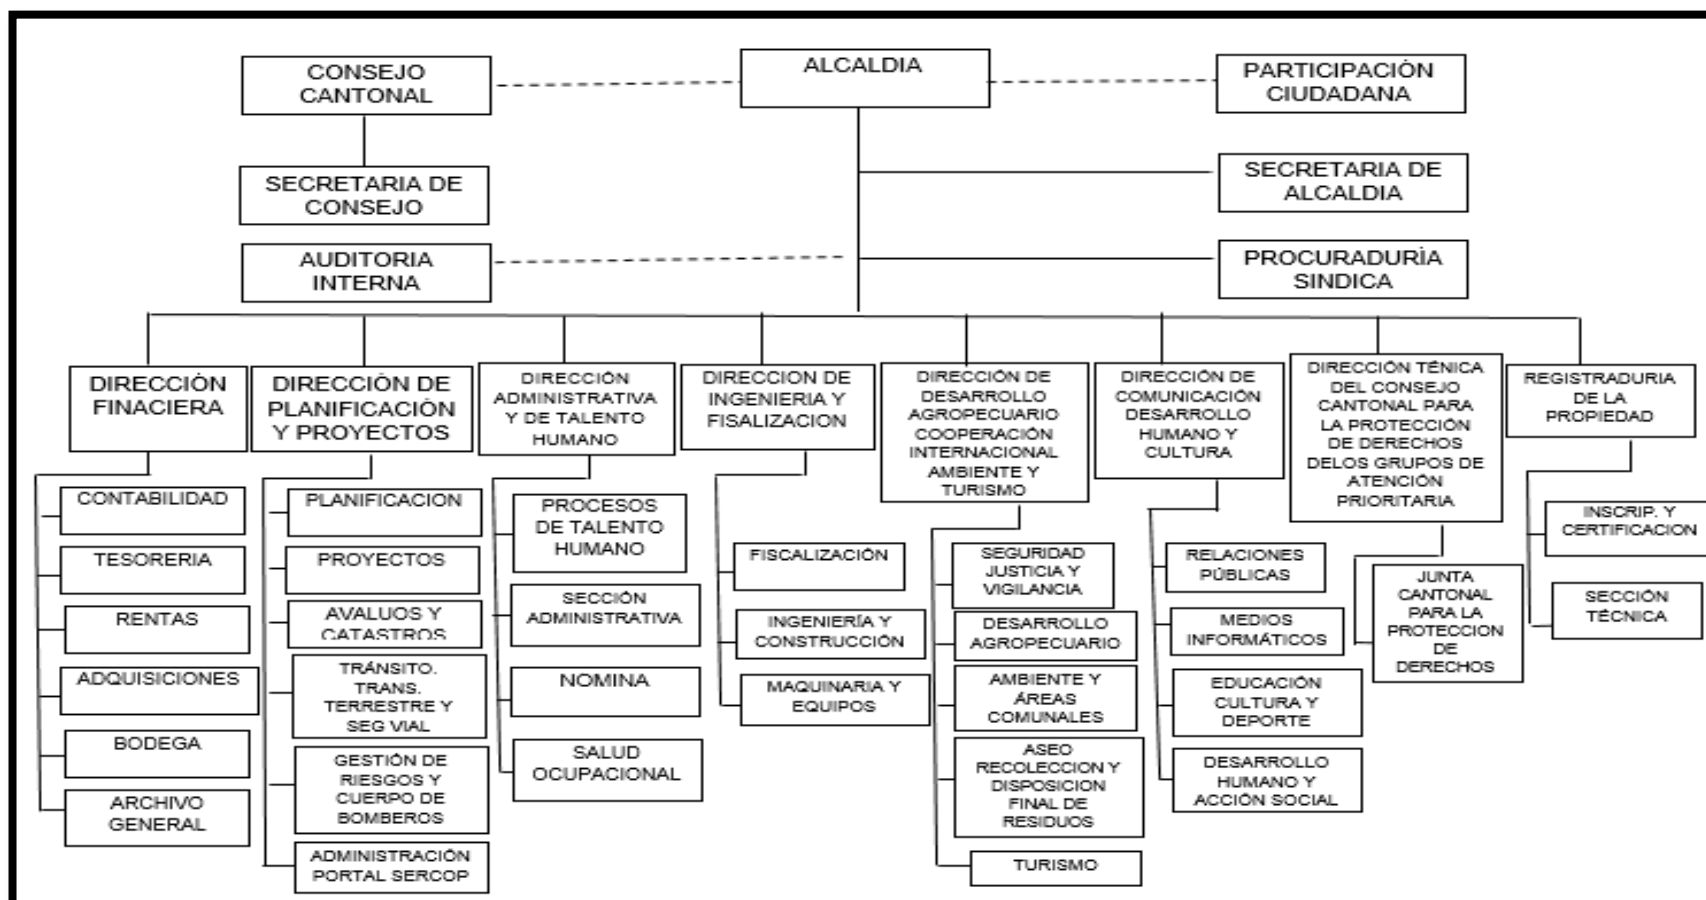 CONSEJO
CANTONAL
ALCALDIA
PARTICIPACIÓN
CIUDADANA
SECRETARIA DE
CONSEJO
SECRETARIA DE
ALCALDIA
AUDITORIA
INTERNA
PROCURADURÍA
SINDICA
DIRECCIÓN
FINACIERA
DIRECCIÓN DE
PLANIFICACIÓN
Y PROYECTOS
DIRECCIÓN
ADMINISTRATIVA
Y DE TALENTO
HUMANO
DIRECCION DE
INGENIERIA Y
FISALIZACION
DIRECCIÓN DE
DESARROLLO
AGROPECUARIO
COOPERACIÓN
INTERNACIONAL
AMBIENTE Y
TURISMO
DIRECCIÓN DE
COMUNICACIÓN
DESARROLLO
HUMANO Y
CULTURA
DIRECCIÓN TÉNICA
DEL CONSEJO
CANTONAL PARA
LA PROTECCIÓN
DE DERECHOS
DELOS GRUPOS DE
ATENCIÓN
PRIORITARIA
REGISTRADURIA
DE LA
PROPIEDAD
CONTABILIDAD
TESORERIA
RENTAS
ADQUISICIONES
BODEGA
ARCHIVO
GENERAL
PLANIFICACION
PROYECTOS
AVALUOS Y
CATASTROS
TRÁNSITO.
TRANS.
TERRESTRE Y
SEG VIAL
GESTIÓN DE
RIESGOS Y
CUERPO DE
BOMBEROS
ADMINISTRACIÓN
PORTAL SERCOP
PROCESOS
DE TALENTO
HUMANO
SECCIÓN
ADMINISTRATIVA
NOMINA
SALUD
OCUPACIONAL
FISCALIZACIÓN
INGENIERÍA Y
CONSTRUCCIÓN
MAQUINARIA Y
EQUIPOS
SEGURIDAD
JUSTICIA Y
VIGILANCIA
DESARROLLO
AGROPECUARIO
AMBIENTE Y
ÁREAS
COMUNALES
ASEO
RECOLECCION Y
DISPOSICION
FINAL DE
RESIDUOS
TURISMO
RELACIONES
PÚBLICAS
MEDIOS
INFORMÁTICOS
EDUCACIÓN
CULTURA Y
DEPORTE
DESARROLLO
HUMANO Y
ACCIÓN SOCIAL
JUNTA
CANTONAL
PARA LA
PROTECCION
DE
DERECHOS
INSCRIP. Y
CERTIFICACION
SECCIÓN
TÉCNICA